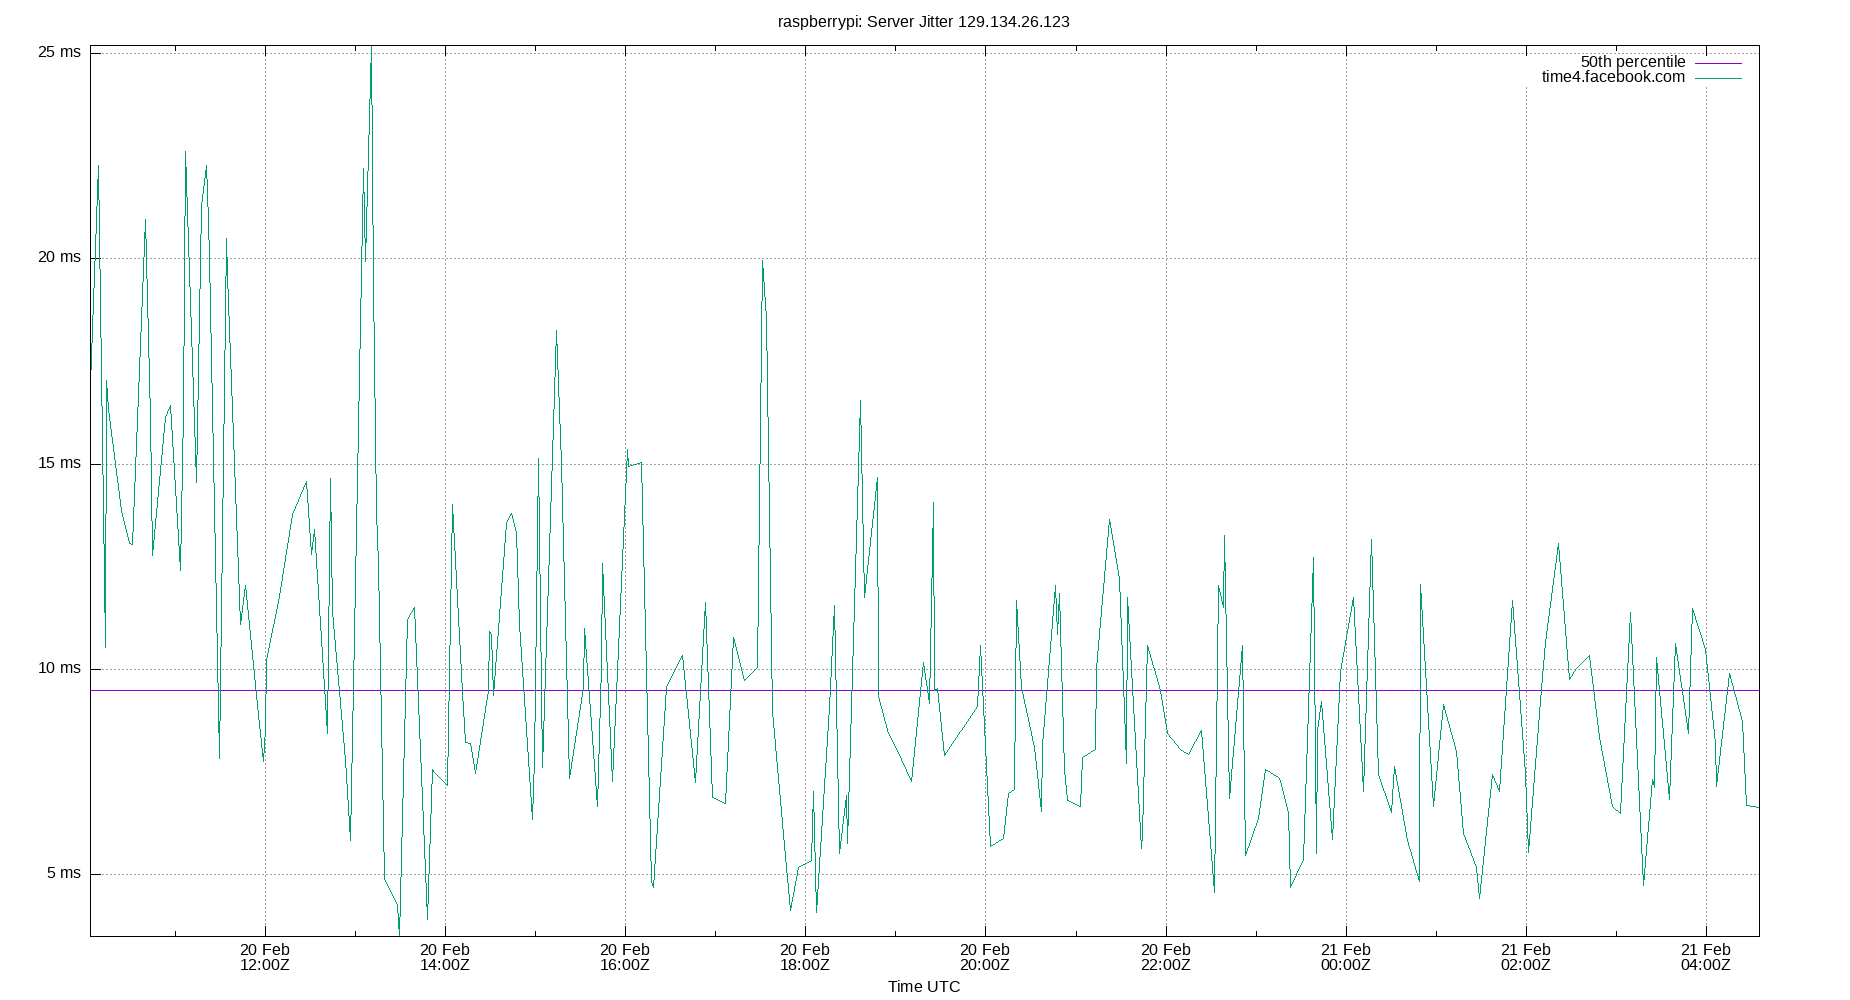 raspberrypi: Server Jitter 129.134.26.123
25 ms
20 ms
15 ms
10 ms
5 ms
50th percentile
time4.facebook.com
20 Feb
12:00Z
20 Feb
14:00Z
20 Feb
16:00Z
20 Feb
18:00Z
20 Feb
20:00Z
20 Feb
22:00Z
21 Feb
00:00Z
21 Feb
02:00Z
21 Feb
04:00Z
Time UTC